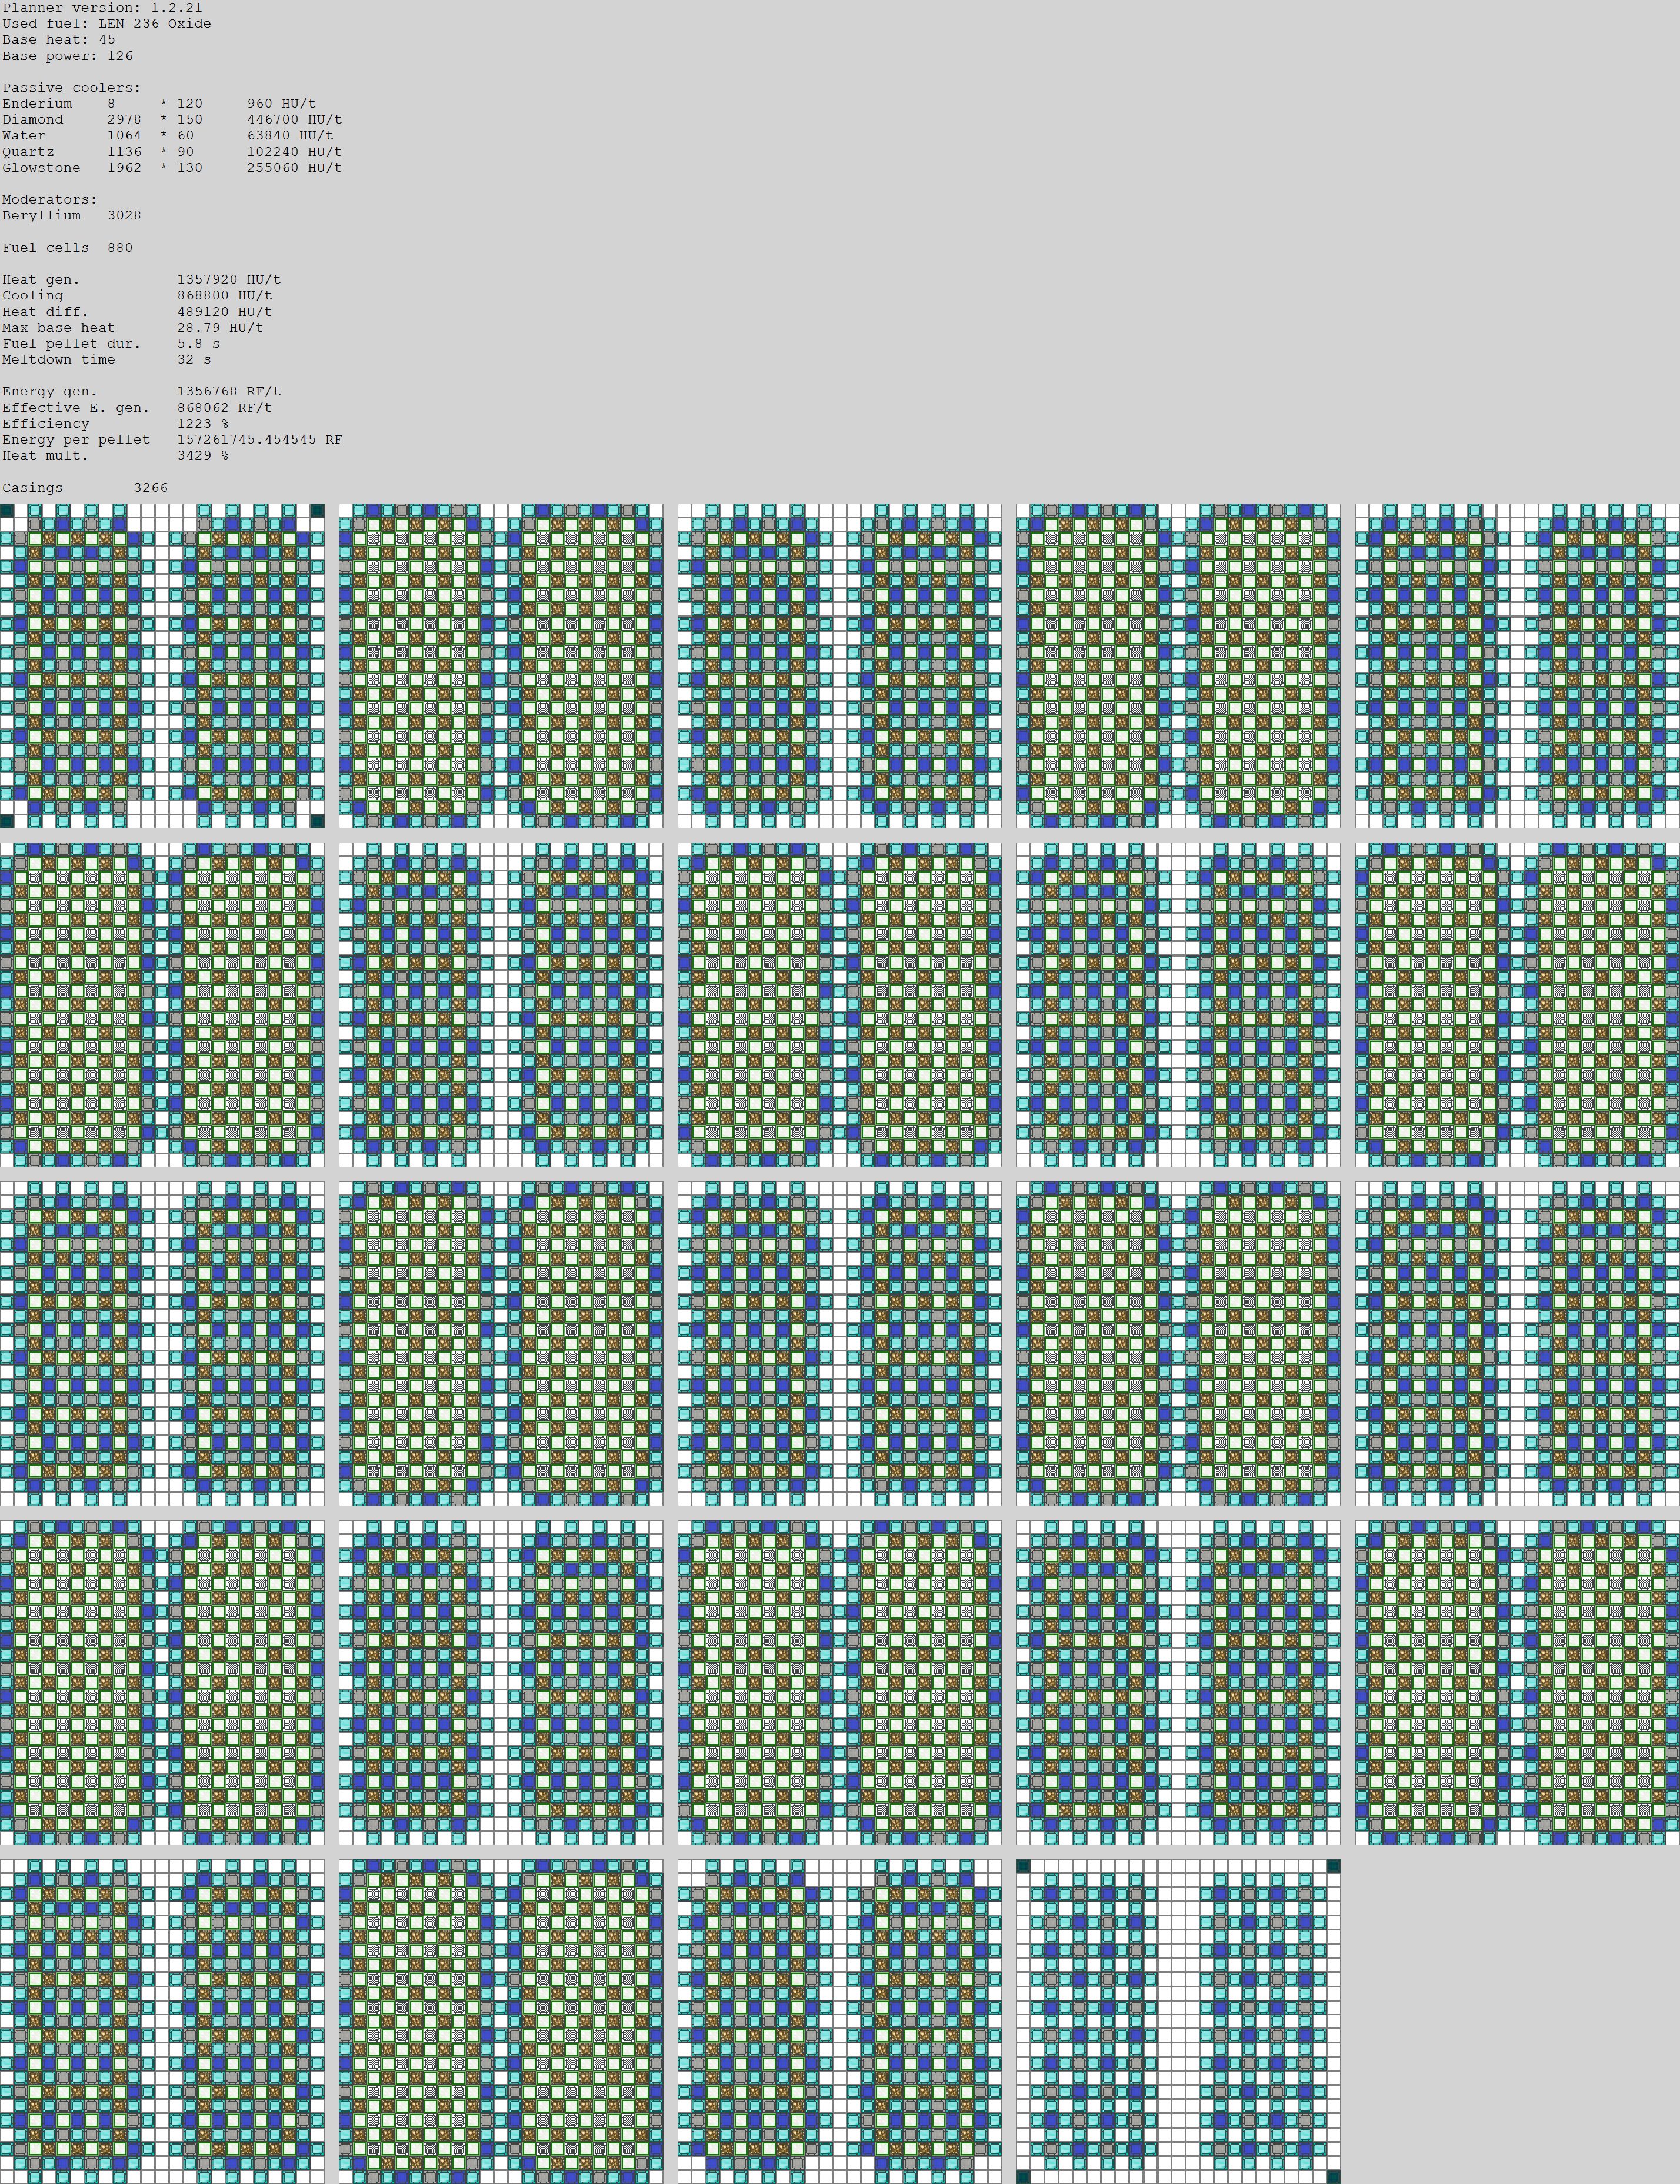 Planner version: 1.2.21
Used fuel: LEN-236 Oxide
Base heat: 45
Base power: 126
Passive coolers:
Enderium 8 * 120 960 HU/t
Diamond 2978 * 150 446700 HU/t
Water 1064 * 60 63840 HU/t
Quartz 1136 * 90 102240 HU/t
Glowstone 1962 * 130 255060 HU/t
Moderators:
Beryllium 3028
Fuel cells 880
Heat gen. 1357920 HU/t
Cooling 868800 HU/t
Heat diff. 489120 HU/t
Max base heat 28.79 HU/t
Fuel pellet dur. 5.8 s
Meltdown time 32 s
Energy gen. 1356768 RF/t
Effective E. gen. 868062 RF/t
Efficiency 1223 %
Energy per pellet 157261745.454545 RF
Heat mult. 3429 %
Casings 3266